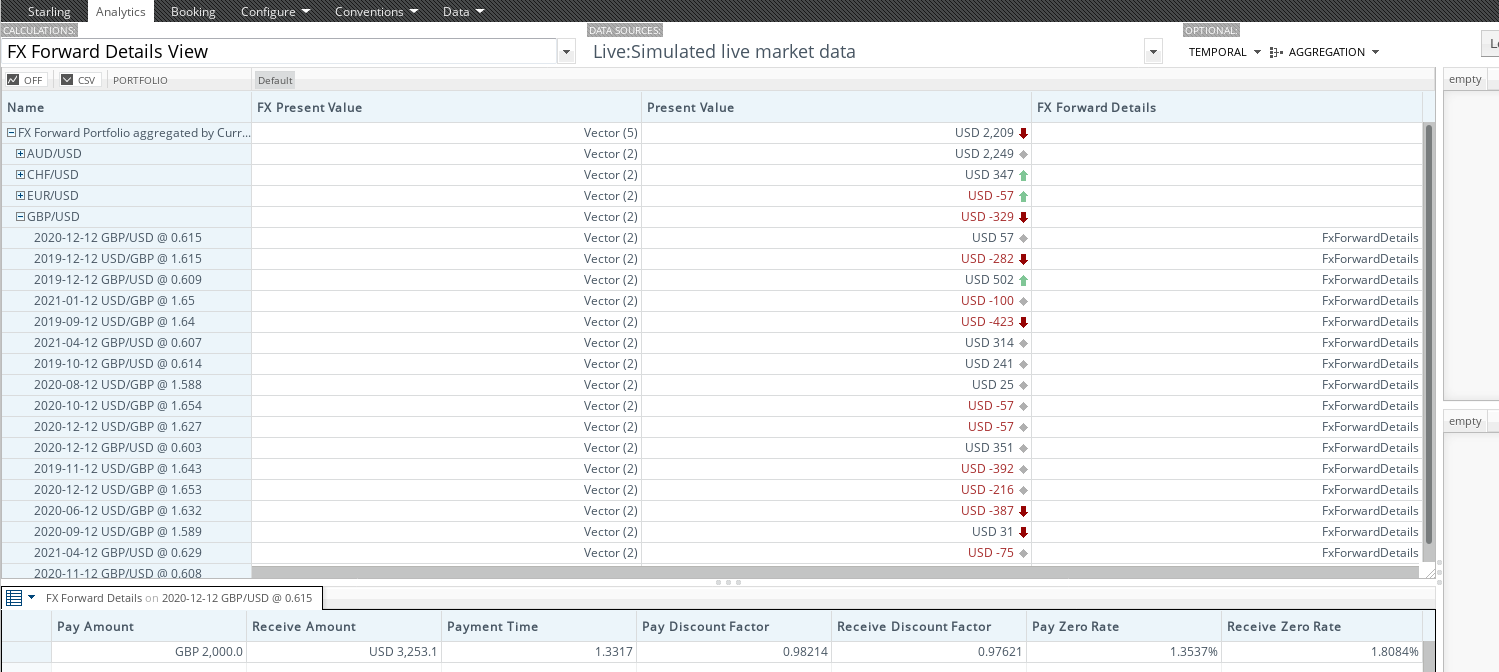 Starling Analytics Booking Configure Conventions Data
CALCULATIONS: DATA SOURCES: OPTIONAL:
FX Forward Details View Live:Simulated live market data TEMPORAL AGGREGATION
OFF CSV PORTFOLIO Default empty
Name FX Present Value Present Value FX Forward Details
FX Forward Portfolio aggregated by Curr... Vector (5) USD 2,209
AUD/USD Vector (2) USD 2,249
CHF/USD Vector (2) USD 347
EUR/USD Vector (2) USD -57
GBP/USD Vector (2) USD -329
2020-12-12 GBP/USD @ 0.615 Vector (2) USD 57 FxForwardDetails
2019-12-12 USD/GBP @ 1.615 Vector (2) USD -282 FxForwardDetails
2019-12-12 GBP/USD @ 0.609 Vector (2) USD 502 FxForwardDetails
2021-01-12 USD/GBP @ 1.65 Vector (2) USD -100 FxForwardDetails
2019-09-12 USD/GBP @ 1.64 Vector (2) USD -423 FxForwardDetails
2021-04-12 GBP/USD @ 0.607 Vector (2) USD 314 FxForwardDetails
2019-10-12 GBP/USD @ 0.614 Vector (2) USD 241 FxForwardDetails
2020-08-12 USD/GBP @ 1.588 Vector (2) USD 25 FxForwardDetails
2020-10-12 USD/GBP @ 1.654 Vector (2) USD -57 FxForwardDetails
2020-12-12 USD/GBP @ 1.627 Vector (2) USD -57 FxForwardDetails
2020-12-12 GBP/USD @ 0.603 Vector (2) USD 351 FxForwardDetails
2019-11-12 USD/GBP @ 1.643 Vector (2) USD -392 FxForwardDetails
2020-12-12 USD/GBP @ 1.653 Vector (2) USD -216 FxForwardDetails
2020-06-12 USD/GBP @ 1.632 Vector (2) USD -387 FxForwardDetails
2020-09-12 USD/GBP @ 1.589 Vector (2) USD 31 FxForwardDetails
2021-04-12 GBP/USD @ 0.629 Vector (2) USD -75 FxForwardDetails
2020-11-12 GBP/USD @ 0.608
empty
FX Forward Details on 2020-12-12 GBP/USD @ 0.615
Pay Amount Receive Amount Payment Time Pay Discount Factor Receive Discount Factor Pay Zero Rate Receive Zero Rate
GBP 2,000.0 USD 3,253.1 1.3317 0.98214 0.97621 1.3537% 1.8084%